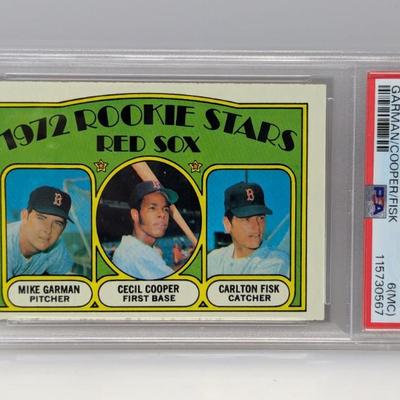 1972 ROOKIE STARS
RED SOX
B
B
B
MIKE GARMAN
PITCHER
CECIL COOPER
FIRST BASE
CARLTON FISK
CATCHER
GARMAN/COOPER/FISK
PSA
6(MC)
115730567